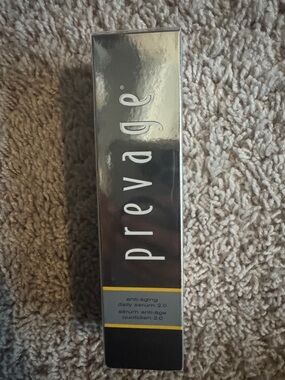 prevage®
anti-aging
daily serum 2.0
sérum anti-âge
quotidien 2.0